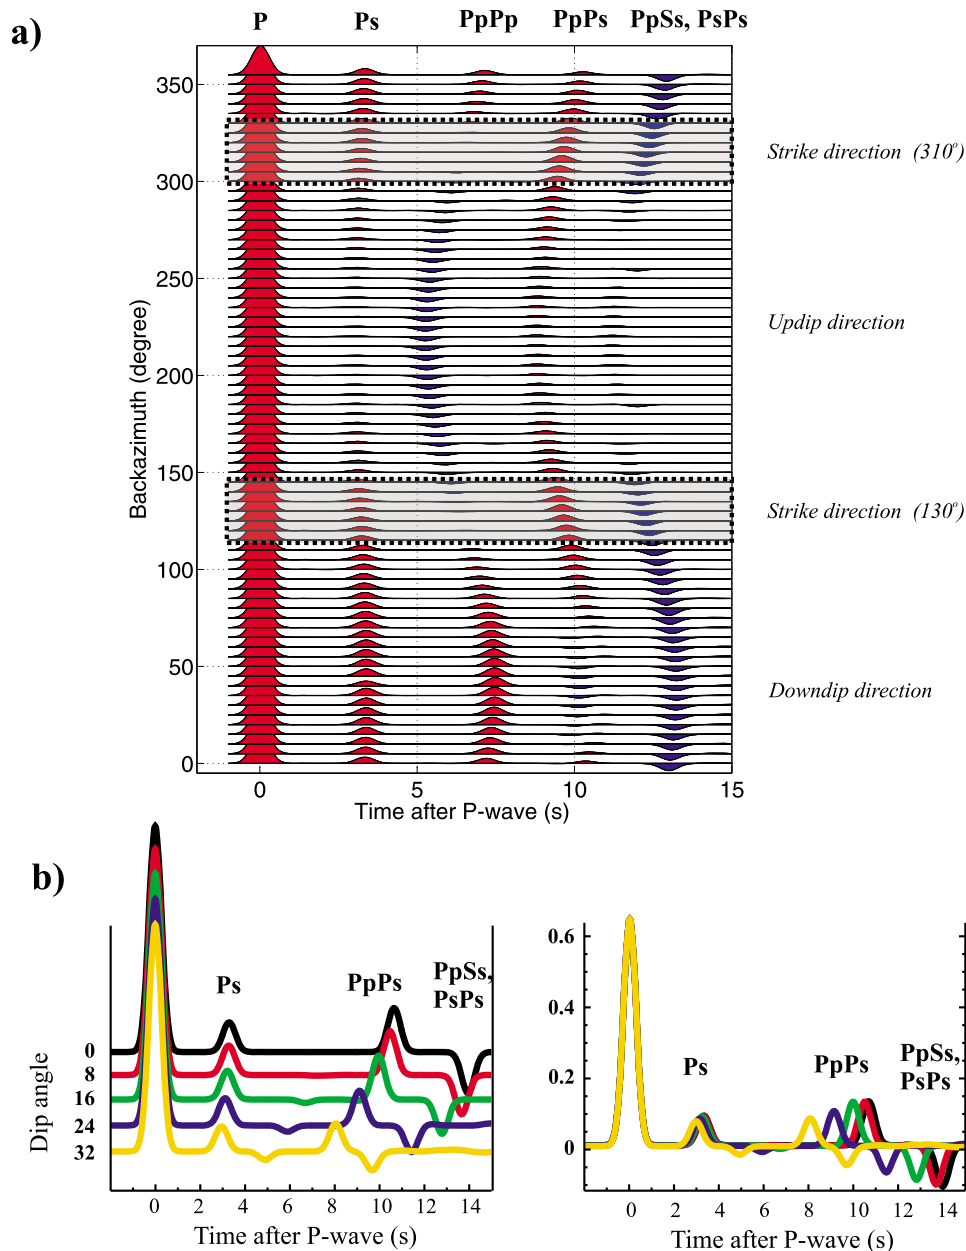 a)
P Ps PpPp PpPs PpSs, PsPs
350
Strike direction (310°)
300
250
Updip direction
200
Backazimuth (degree)
150
Strike direction (130°)
100
50
Downdip direction
0
0 5 10 15
Time after P-wave (s)
b)
Ps PpPs PpSs, PsPs
Dip angle
0
8
16
24
32
0 2 4 6 8 10 12 14
Time after P-wave (s)
0.6
0.4
0.2
0
Ps PpPs PpSs, PsPs
0 2 4 6 8 10 12 14
Time after P-wave (s)